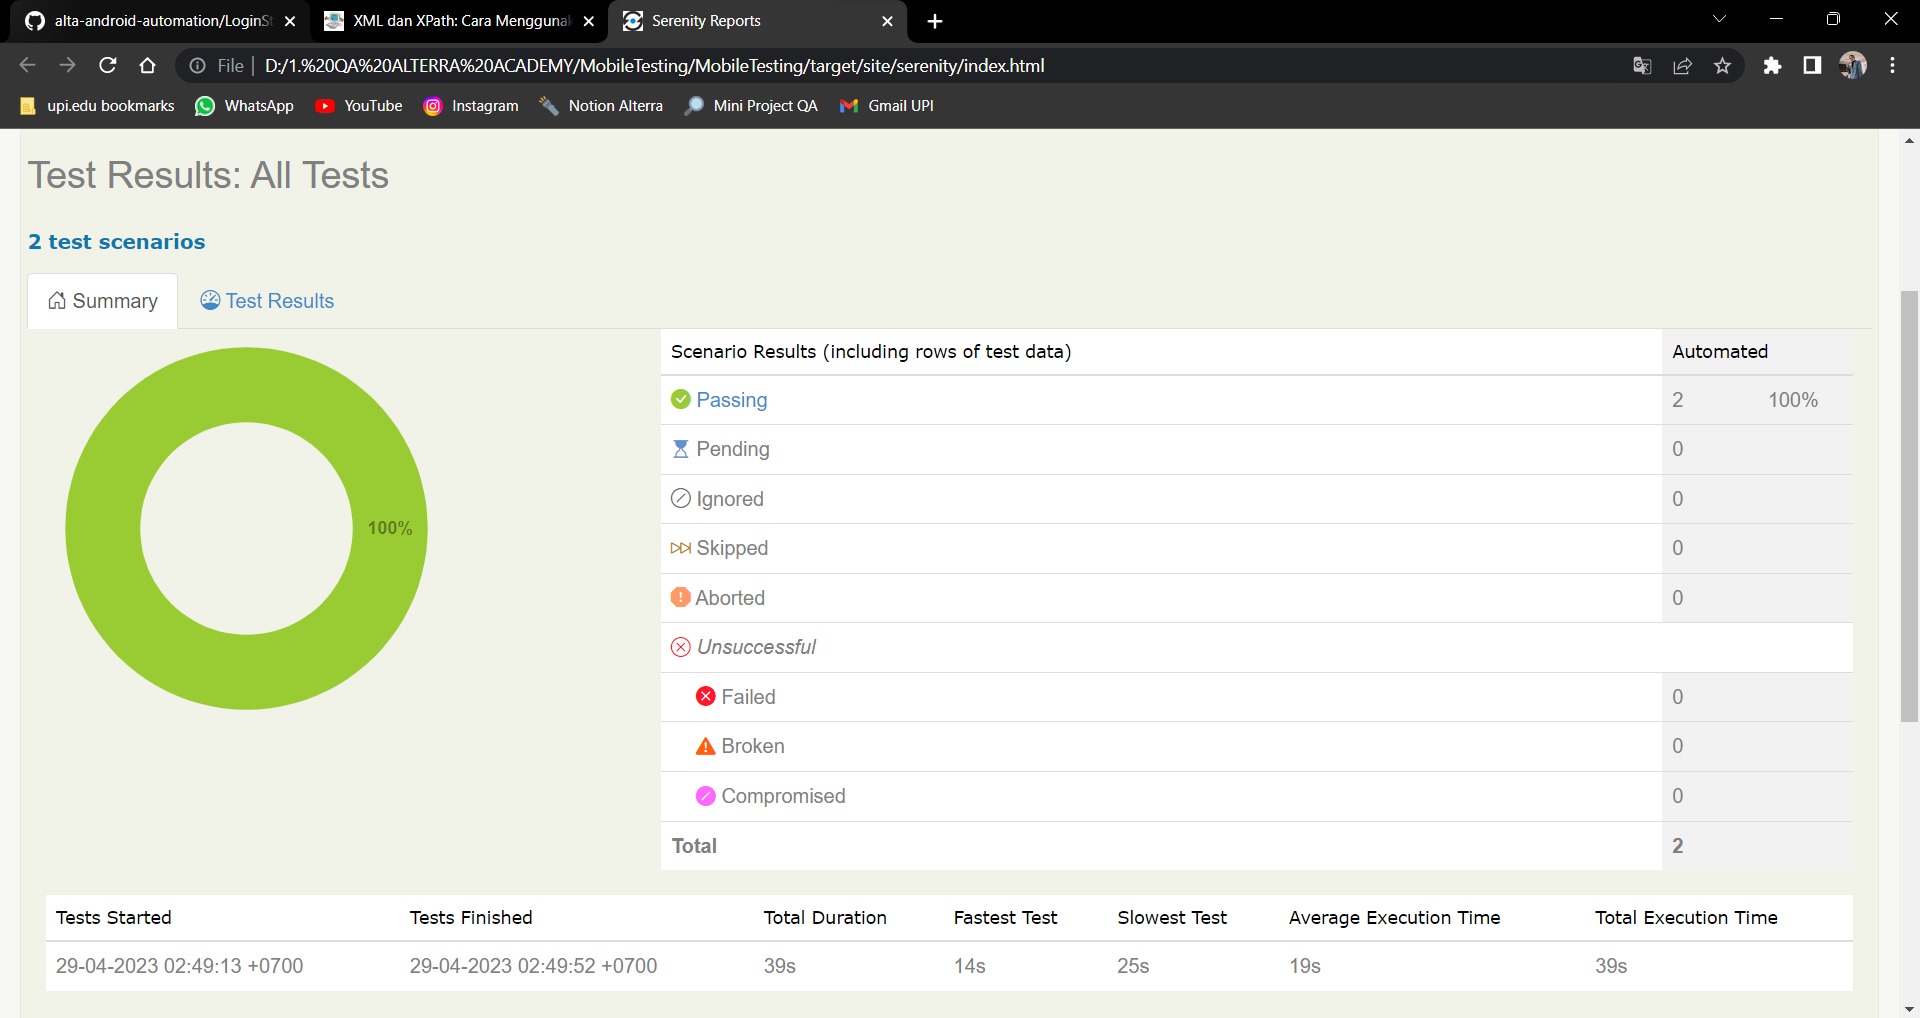 alta-android-automation/LoginSt
XML dan XPath: Cara Mengguna
Serenity Reports
File
D:/1.%20QA%20ALTERRA%20ACADEMY/MobileTesting/MobileTesting/target/site/serenity/index.html
upi.edu bookmarks WhatsApp YouTube Instagram Notion Alterra Mini Project QA Gmail UPI
Test Results: All Tests
2 test scenarios
Summary Test Results
100%
Scenario Results (including rows of test data) Automated
Passing 2 100%
Pending 0
Ignored 0
Skipped 0
Aborted 0
Unsuccessful
Failed 0
Broken 0
Compromised 0
Total 2
Tests Started Tests Finished Total Duration Fastest Test Slowest Test Average Execution Time Total Execution Time
29-04-2023 02:49:13 +0700 29-04-2023 02:49:52 +0700 39s 14s 25s 19s 39s